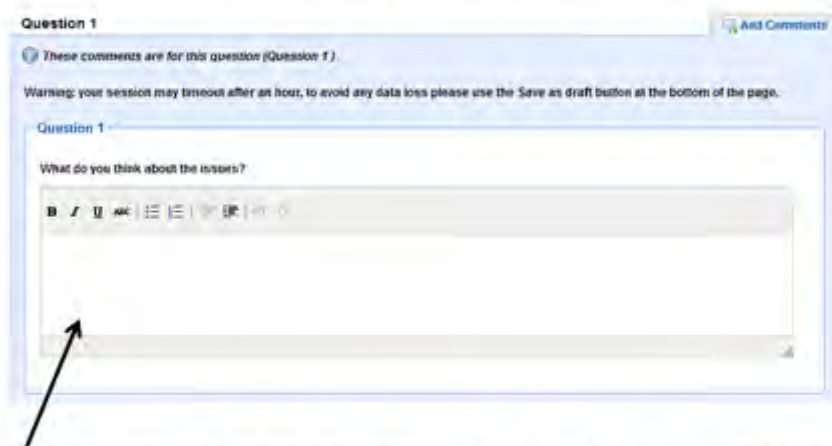 Question 1
Add Comments
These comments are for this question (Question 1 )
Warning: your session may timeout after an hour, to avoid any data loss please use the Save as draft button at the bottom of the page.
Question 1
What do you think about the issues?
B I U ABC